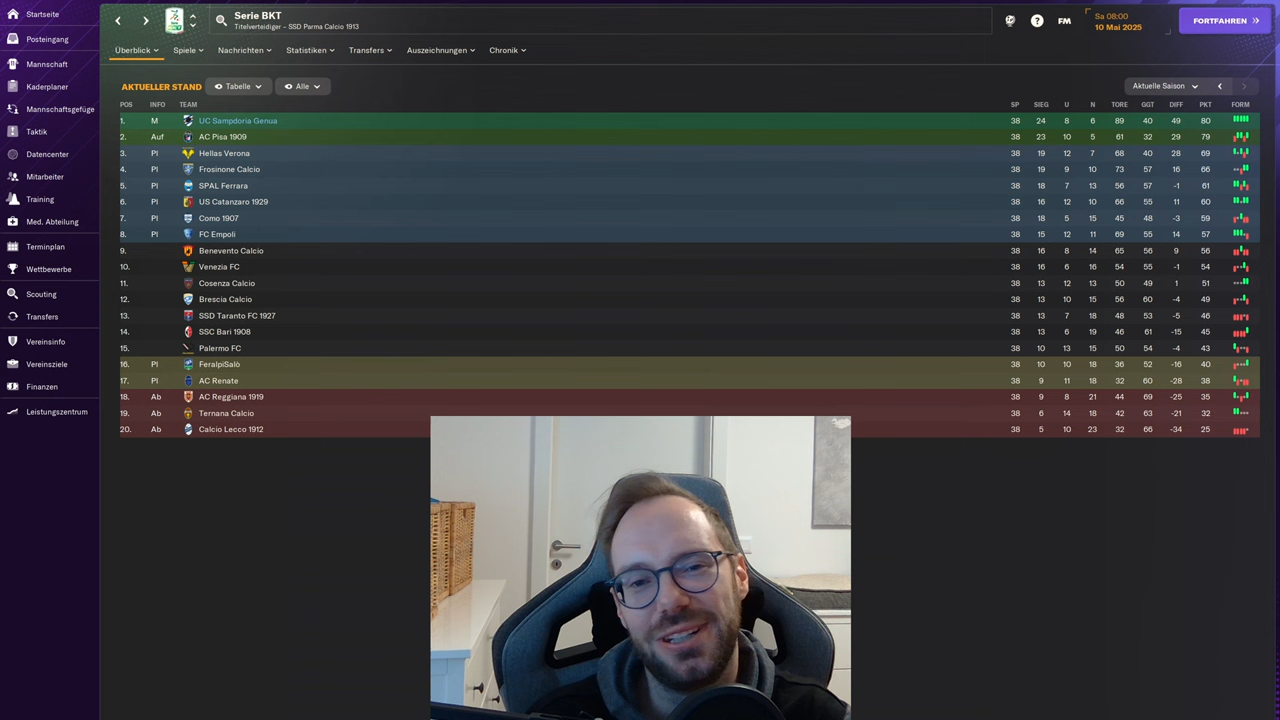 Startseite
Posteingang
Mannschaft
Kaderplaner
Mannschaftsgefüge
Taktik
Datencenter
Mitarbeiter
Training
Med. Abteilung
Terminplan
Wettbewerbe
Scouting
Transfers
Vereinsinfo
Vereinsziele
Finanzen
Leistungszentrum
Serie BKT
Titelverteidiger – SSD Parma Calcio 1913
? FM
Sa 08:00
10 Mai 2025
FORTFAHREN
Überblick Spiele Nachrichten Statistiken Transfers Auszeichnungen Chronik
AKTUELLER STAND Tabelle Alle Aktuelle Saison
POS INFO TEAM SP SIEG U N TORE GGT DIFF PKT FORM
1. M UC Sampdoria Genua 38 24 8 6 89 40 49 80
2. Auf AC Pisa 1909 38 23 10 5 61 32 29 79
3. Pl Hellas Verona 38 19 12 7 68 40 28 69
4. Pl Frosinone Calcio 38 19 9 10 73 57 16 66
5. Pl SPAL Ferrara 38 18 7 13 56 57 -1 61
6. Pl US Catanzaro 1929 38 16 12 10 66 55 11 60
7. Pl Como 1907 38 18 5 15 45 48 -3 59
8. Pl FC Empoli 38 15 12 11 69 55 14 57
9. Benevento Calcio 38 16 8 14 65 56 9 56
10. Venezia FC 38 16 6 16 54 55 -1 54
11. Cosenza Calcio 38 13 12 13 50 49 1 51
12. Brescia Calcio 38 13 10 15 56 60 -4 49
13. SSD Taranto FC 1927 38 13 7 18 48 53 -5 46
14. SSC Bari 1908 38 13 6 19 46 61 -15 45
15. Palermo FC 38 10 13 15 50 54 -4 43
16. Pl FeralpiSalò 38 10 10 18 36 52 -16 40
17. Pl AC Renate 38 9 11 18 32 60 -28 38
18. Ab AC Reggiana 1919 38 9 8 21 44 69 -25 35
19. Ab Ternana Calcio 38 6 14 18 42 63 -21 32
20. Ab Calcio Lecco 1912 38 5 10 23 32 66 -34 25